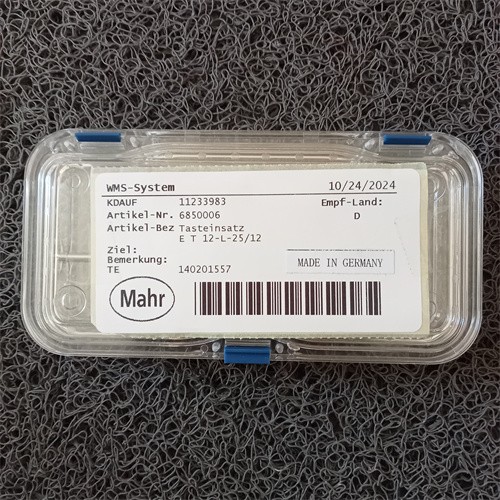 WMS-System 10/24/2024
KDAUF 11233983 Empf-Land:
Artikel-Nr. 6850006 D
Artikel-Bez Tasteinsatz
E T 12-L-25/12
Ziel:
Bemerkung:
TE 140201557
MADE IN GERMANY
Mahr